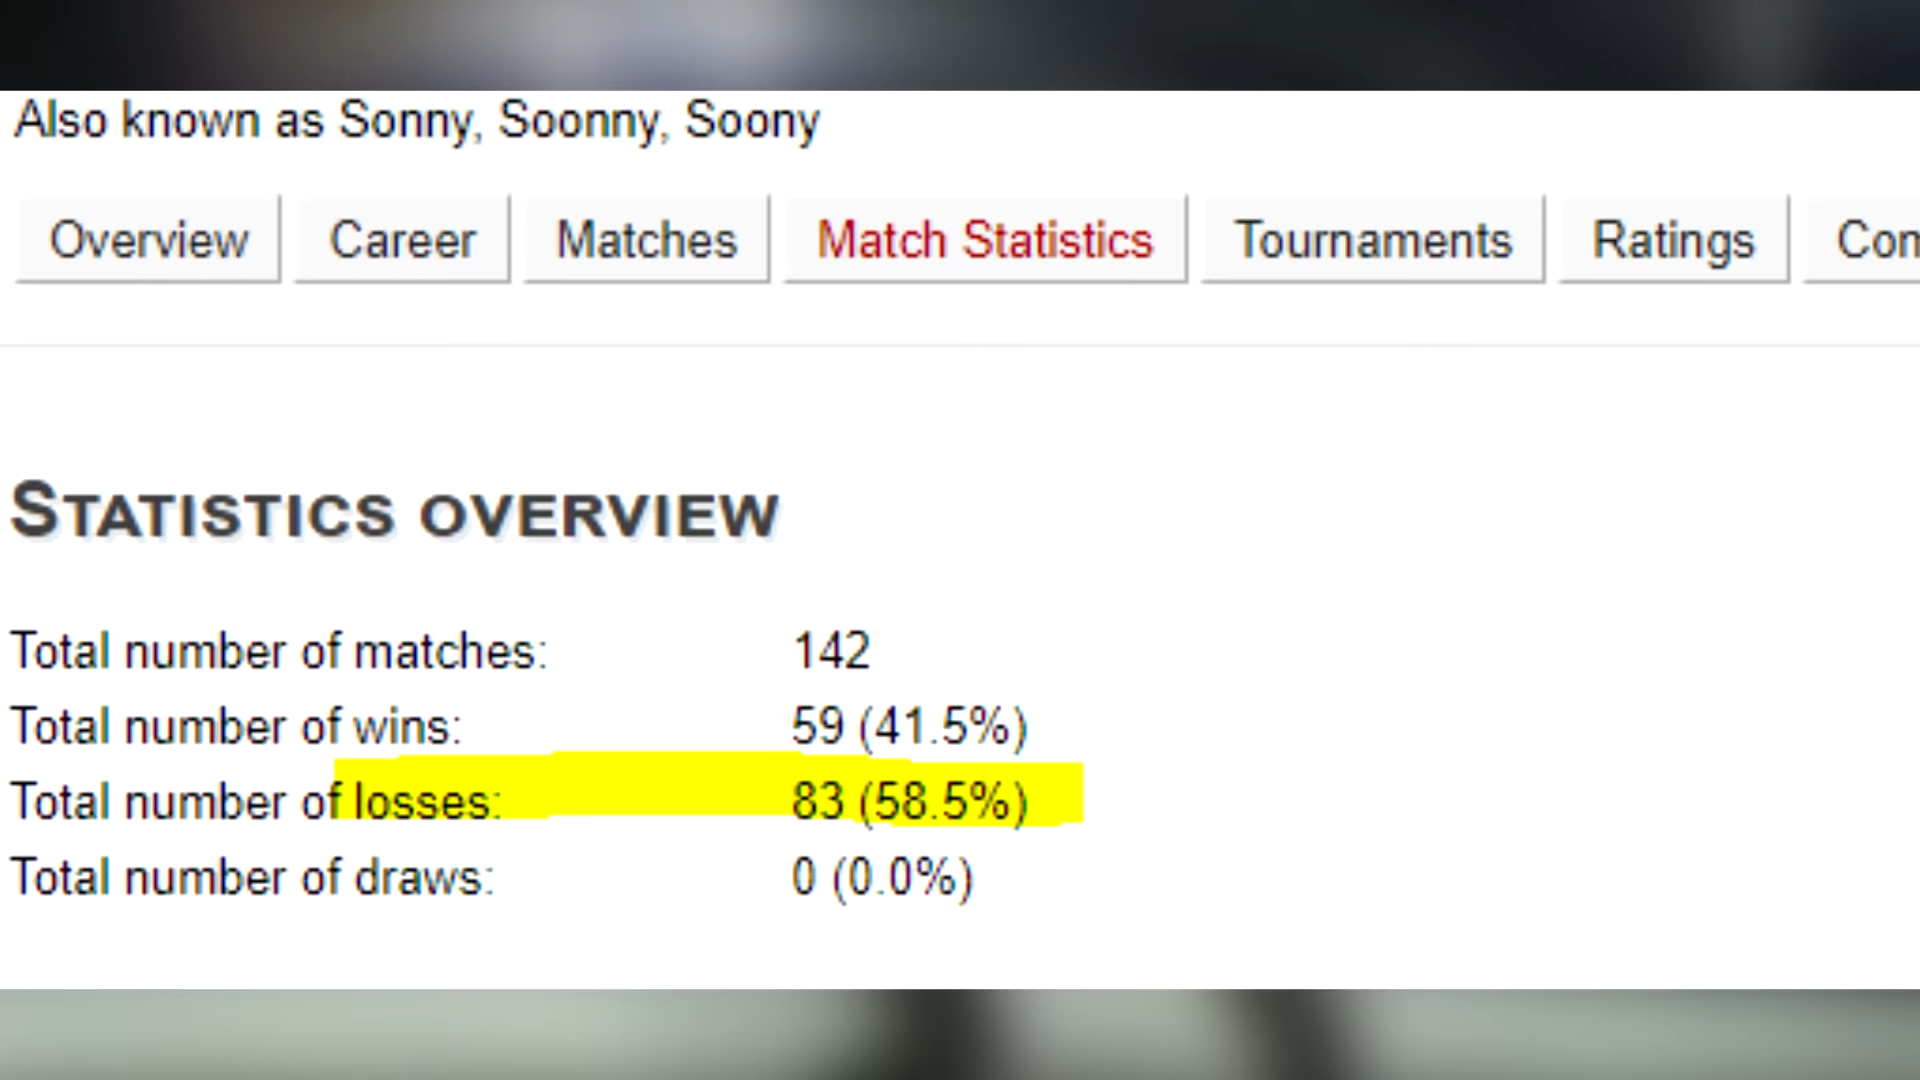 Also known as Sonny, Soonny, Soony
Overview Career Matches Match Statistics Tournaments Ratings Com
STATISTICS OVERVIEW
Total number of matches: 142
Total number of wins: 59 (41.5%)
Total number of losses: 83 (58.5%)
Total number of draws: 0 (0.0%)